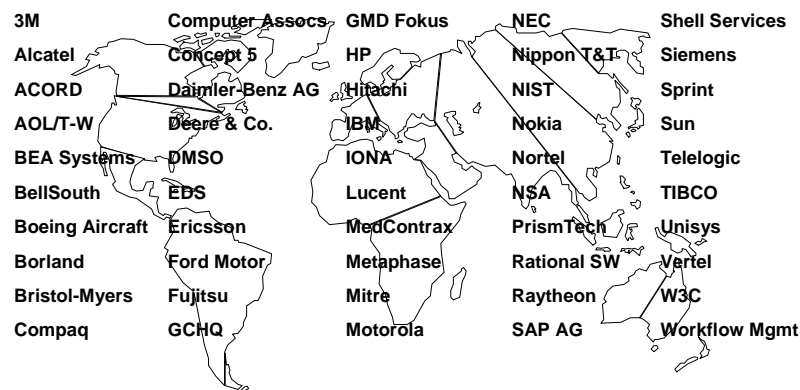 3M Computer Assocs GMD Fokus NEC Shell Services
Alcatel Concept 5 HP Nippon T&T Siemens
ACORD Daimler-Benz AG Hitachi NIST Sprint
AOL/T-W Deere & Co. IBM Nokia Sun
BEA Systems DMSO IONA Nortel Telelogic
BellSouth EDS Lucent NSA TIBCO
Boeing Aircraft Ericsson MedContrax PrismTech Unisys
Borland Ford Motor Metaphase Rational SW Vertel
Bristol-Myers Fujitsu Mitre Raytheon W3C
Compaq GCHQ Motorola SAP AG Workflow Mgmt